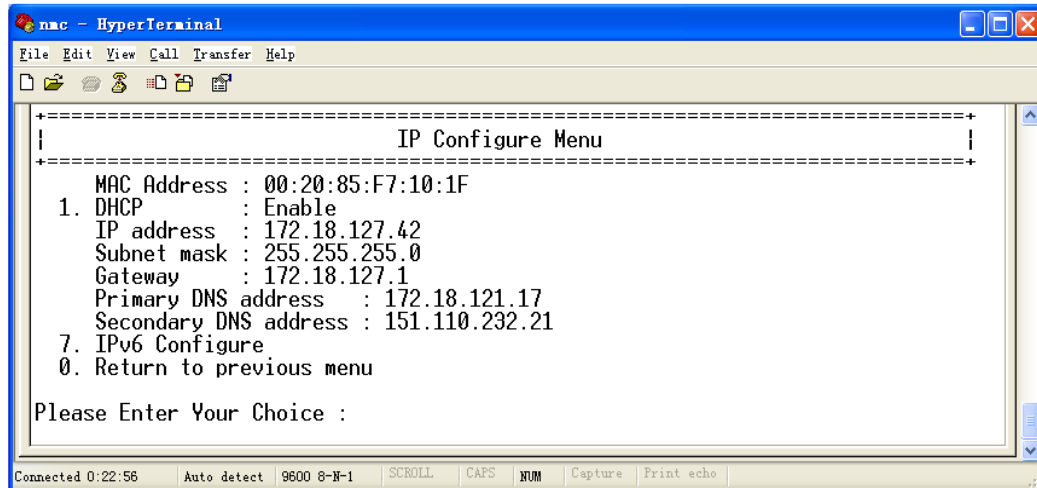 nmc - HyperTerminal
File Edit View Call Transfer Help
+==========================================================================+
| IP Configure Menu |
+==========================================================================+
MAC Address : 00:20:85:F7:10:1F
1. DHCP : Enable
IP address : 172.18.127.42
Subnet mask : 255.255.255.0
Gateway : 172.18.127.1
Primary DNS address : 172.18.121.17
Secondary DNS address : 151.110.232.21
7. IPv6 Configure
0. Return to previous menu
Please Enter Your Choice :
Connected 0:22:56 Auto detect 9600 8-N-1 SCROLL CAPS NUM Capture Print echo